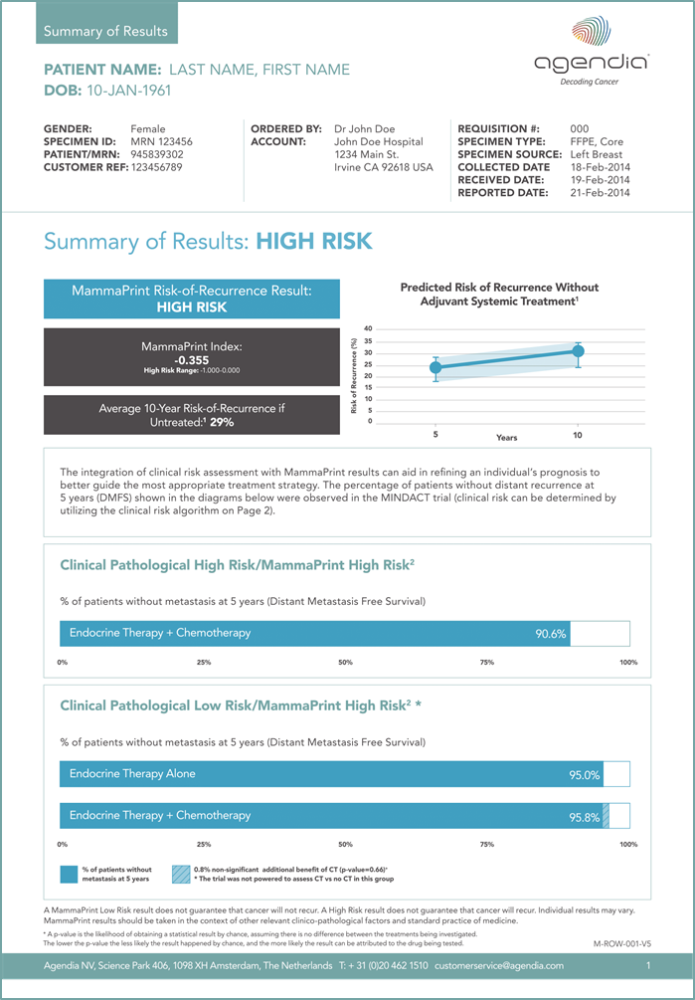 Summary of Results
agendia®
Decoding Cancer
PATIENT NAME: LAST NAME, FIRST NAME
DOB: 10-JAN-1961
GENDER: Female
SPECIMEN ID: MRN 123456
PATIENT/MRN: 945839302
CUSTOMER REF: 123456789
ORDERED BY: Dr John Doe
ACCOUNT: John Doe Hospital
1234 Main St.
Irvine CA 92618 USA
REQUISITION #: 000
SPECIMEN TYPE: FFPE, Core
SPECIMEN SOURCE: Left Breast
COLLECTED DATE 18-Feb-2014
RECEIVED DATE: 19-Feb-2014
REPORTED DATE: 21-Feb-2014
Summary of Results: HIGH RISK
MammaPrint Risk-of-Recurrence Result:
HIGH RISK
MammaPrint Index:
-0.355
High Risk Range: -1.000-0.000
Average 10-Year Risk-of-Recurrence if
Untreated:¹ 29%
Predicted Risk of Recurrence Without
Adjuvant Systemic Treatment¹
Risk of Recurrence (%)
40
35
30
25
20
15
10
5
0
5 Years 10
The integration of clinical risk assessment with MammaPrint results can aid in refining an individual's prognosis to
better guide the most appropriate treatment strategy. The percentage of patients without distant recurrence at
5 years (DMFS) shown in the diagrams below were observed in the MINDACT trial (clinical risk can be determined by
utilizing the clinical risk algorithm on Page 2).
Clinical Pathological High Risk/MammaPrint High Risk²
% of patients without metastasis at 5 years (Distant Metastasis Free Survival)
Endocrine Therapy + Chemotherapy 90.6%
0% 25% 50% 75% 100%
Clinical Pathological Low Risk/MammaPrint High Risk² *
% of patients without metastasis at 5 years (Distant Metastasis Free Survival)
Endocrine Therapy Alone 95.0%
Endocrine Therapy + Chemotherapy 95.8%
0% 25% 50% 75% 100%
% of patients without
metastasis at 5 years
0.8% non-significant additional benefit of CT (p-value=0.66)ᵃ
* The trial was not powered to assess CT vs no CT in this group
A MammaPrint Low Risk result does not guarantee that cancer will not recur. A High Risk result does not guarantee that cancer will recur. Individual results may vary.
MammaPrint results should be taken in the context of other relevant clinico-pathological factors and standard practice of medicine.
ᵃ A p-value is the likelihood of obtaining a statistical result by chance, assuming there is no difference between the treatments being investigated.
The lower the p-value the less likely the result happened by chance, and the more likely the result can be attributed to the drug being tested.
M-ROW-001-V5
Agendia NV, Science Park 406, 1098 XH Amsterdam, The Netherlands T: + 31 (0)20 462 1510 customerservice@agendia.com 1